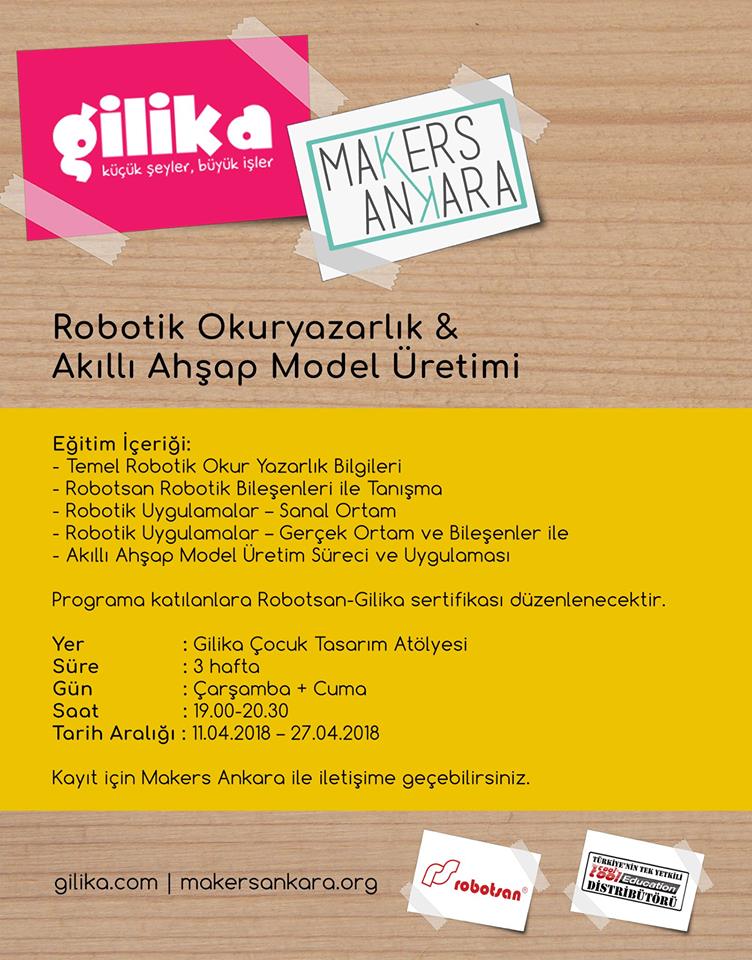 gilika
küçük şeyler, büyük işler
MAKERS
ANKARA
Robotik Okuryazarlık &
Akıllı Ahşap Model Üretimi
Eğitim İçeriği:
- Temel Robotik Okur Yazarlık Bilgileri
- Robotsan Robotik Bileşenleri ile Tanışma
- Robotik Uygulamalar – Sanal Ortam
- Robotik Uygulamalar – Gerçek Ortam ve Bileşenler ile
- Akıllı Ahşap Model Üretim Süreci ve Uygulaması
Programa katılanlara Robotsan-Gilika sertifikası düzenlenecektir.
Yer : Gilika Çocuk Tasarım Atölyesi
Süre : 3 hafta
Gün : Çarşamba + Cuma
Saat : 19.00-20.30
Tarih Aralığı : 11.04.2018 – 27.04.2018
Kayıt için Makers Ankara ile iletişime geçebilirsiniz.
gilika.com | makersankara.org
robotsan®
TÜRKİYE'NİN TEK YETKİLİ
Education
DİSTRİBÜTÖRÜ